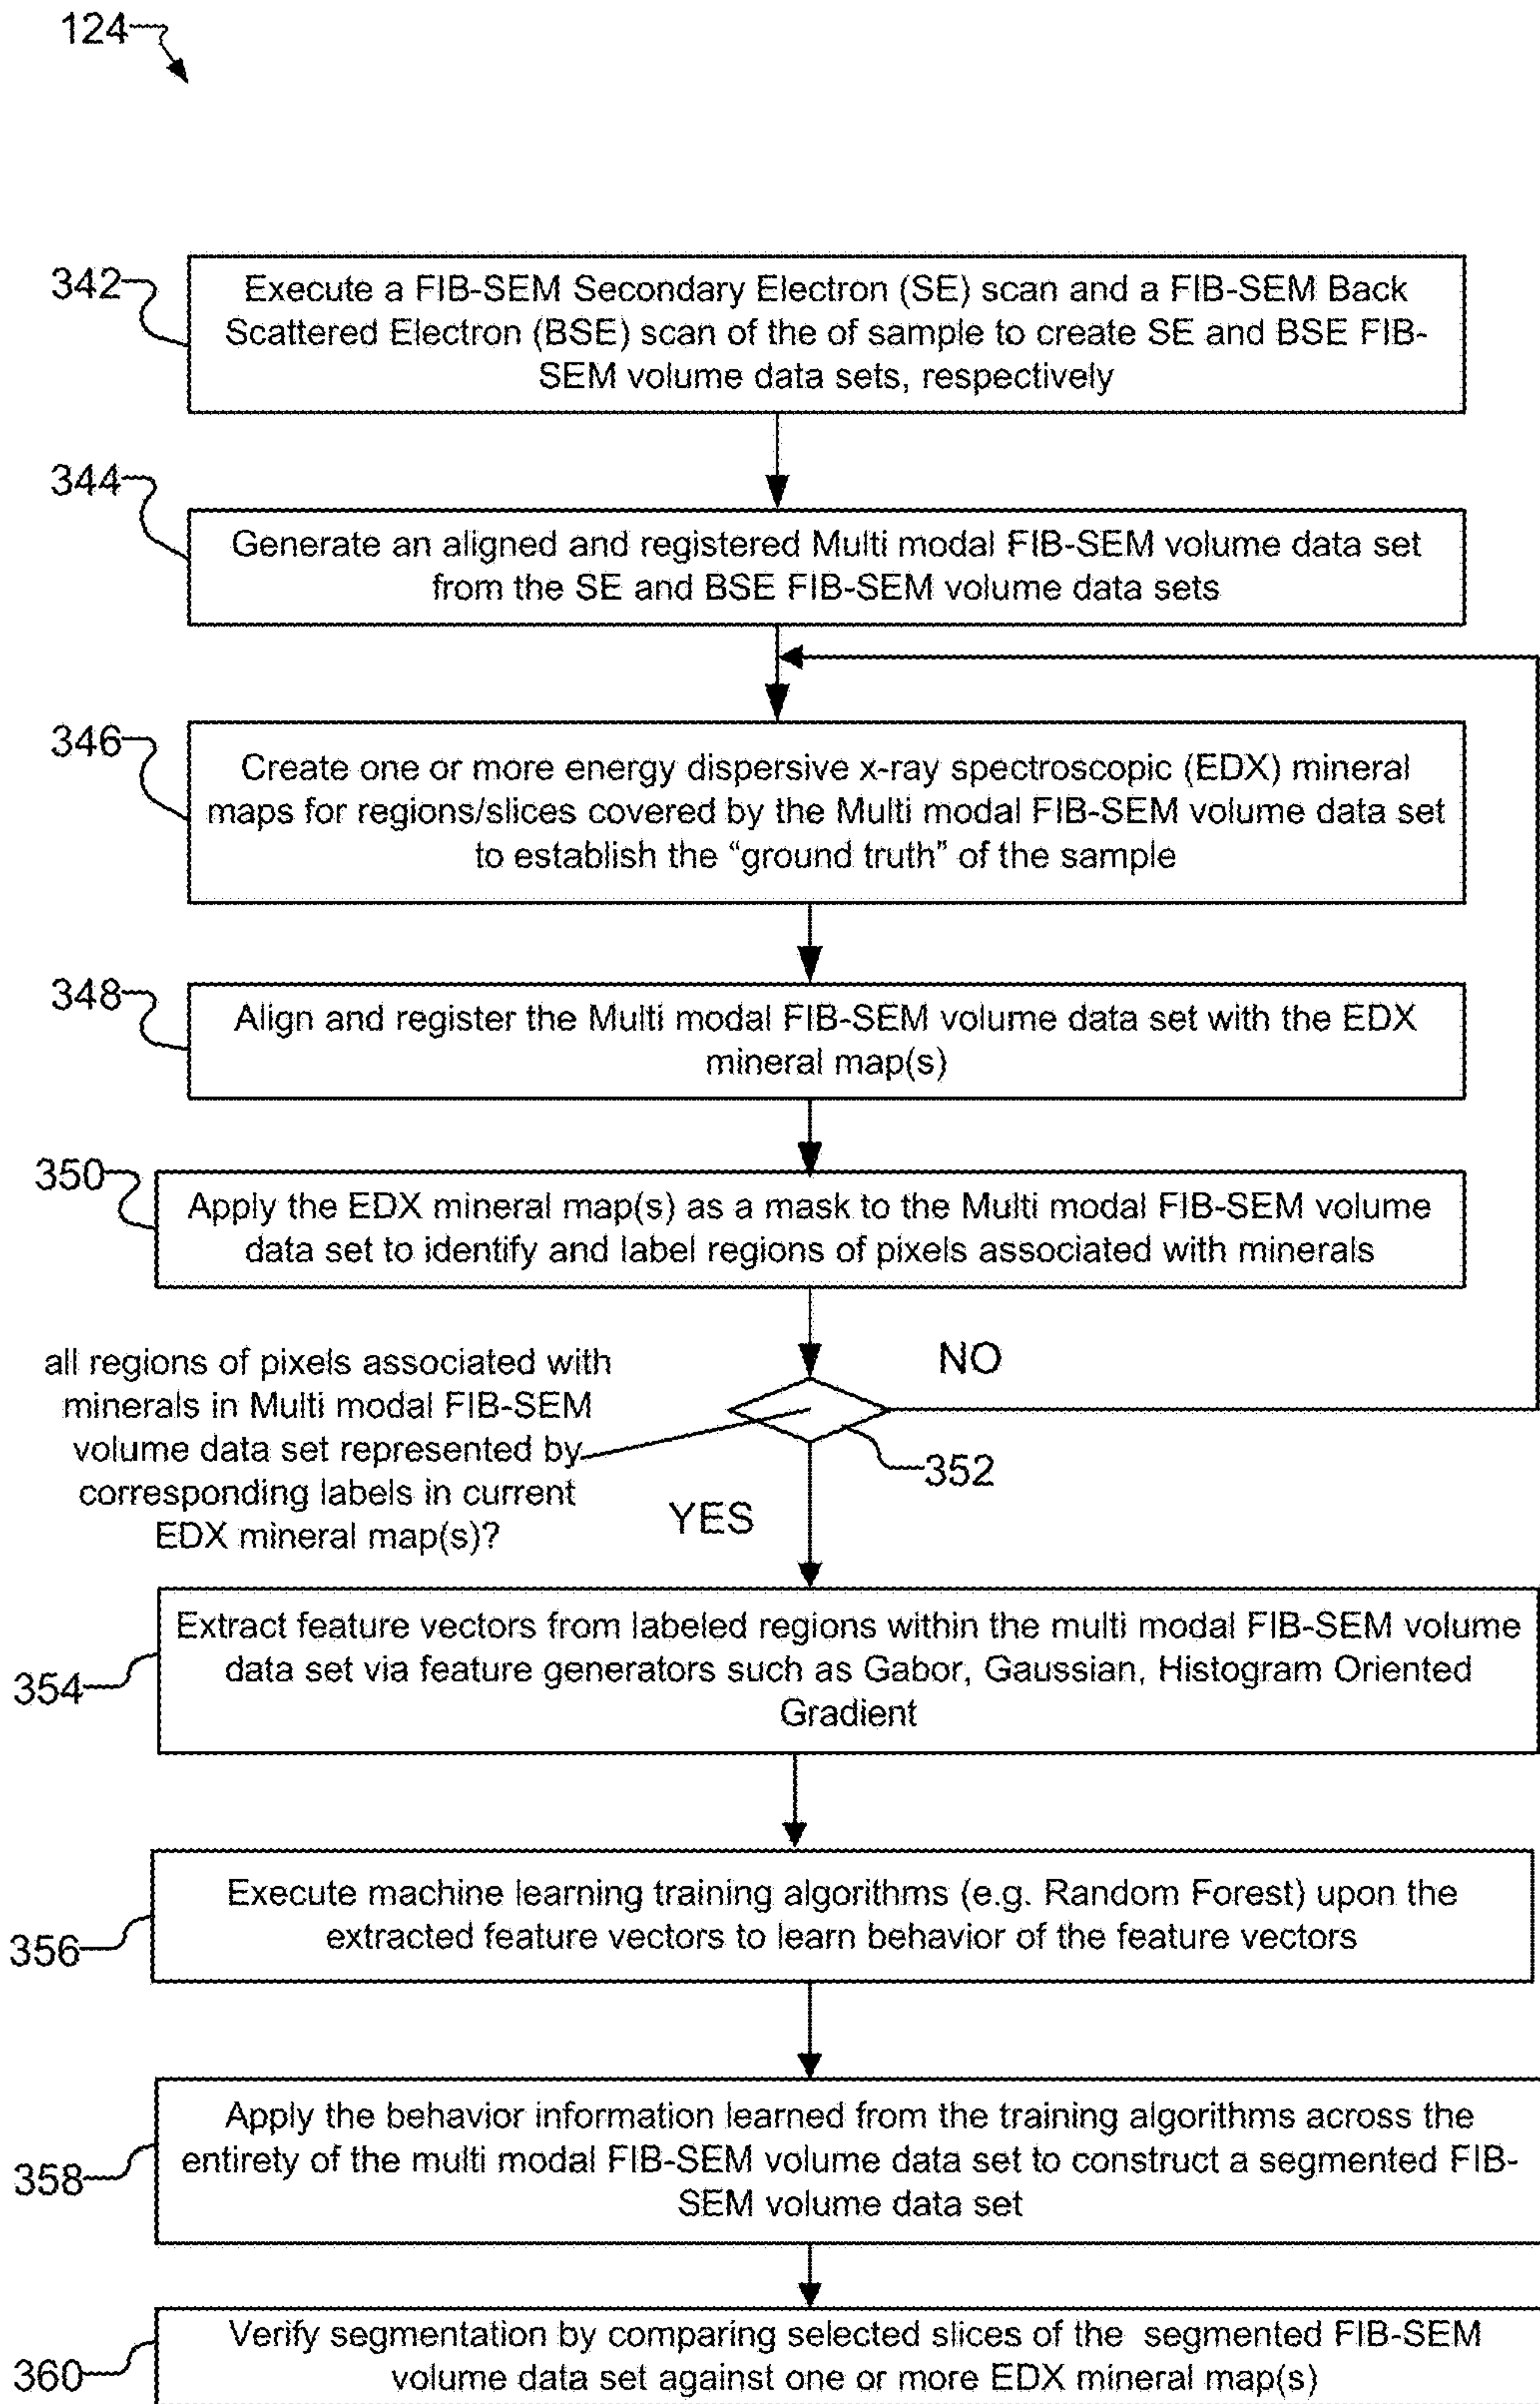 124
342
Execute a FIB-SEM Secondary Electron (SE) scan and a FIB-SEM Back
Scattered Electron (BSE) scan of the of sample to create SE and BSE FIB-
SEM volume data sets, respectively
344
Generate an aligned and registered Multi modal FIB-SEM volume data set
from the SE and BSE FIB-SEM volume data sets
346
Create one or more energy dispersive x-ray spectroscopic (EDX) mineral
maps for regions/slices covered by the Multi modal FIB-SEM volume data set
to establish the “ground truth” of the sample
348
Align and register the Multi modal FIB-SEM volume data set with the EDX
mineral map(s)
350
Apply the EDX mineral map(s) as a mask to the Multi modal FIB-SEM volume
data set to identify and label regions of pixels associated with minerals
all regions of pixels associated with
minerals in Multi modal FIB-SEM
volume data set represented by
corresponding labels in current
EDX mineral map(s)?
NO
352
YES
354
Extract feature vectors from labeled regions within the multi modal FIB-SEM volume
data set via feature generators such as Gabor, Gaussian, Histogram Oriented
Gradient
356
Execute machine learning training algorithms (e.g. Random Forest) upon the
extracted feature vectors to learn behavior of the feature vectors
358
Apply the behavior information learned from the training algorithms across the
entirety of the multi modal FIB-SEM volume data set to construct a segmented FIB-
SEM volume data set
360
Verify segmentation by comparing selected slices of the segmented FIB-SEM
volume data set against one or more EDX mineral map(s)